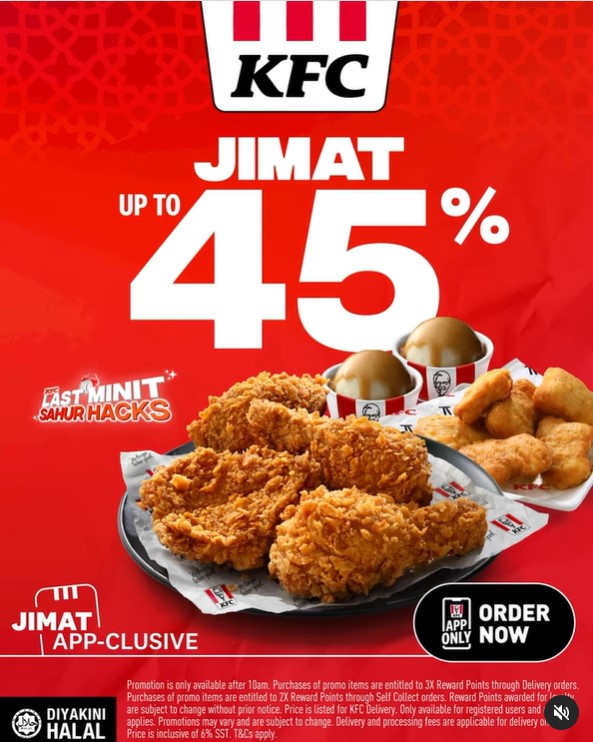 KFC
JIMAT
UP TO
45%
KFC
LAST MINIT
SAHUR HACKS
JIMAT
APP-CLUSIVE
APP
ONLY
ORDER
NOW
DIYAKINI
HALAL
Promotion is only available after 10am. Purchases of promo items are entitled to 3X Reward Points through Delivery orders.
Purchases of promo items are entitled to 2X Reward Points through Self Collect orders. Reward Points awarded for
are subject to change without prior notice. Price is listed for KFC Delivery. Only available for registered users and
applies. Promotions may vary and are subject to change. Delivery and processing fees are applicable for delivery
Price is inclusive of 6% SST. T&Cs apply.